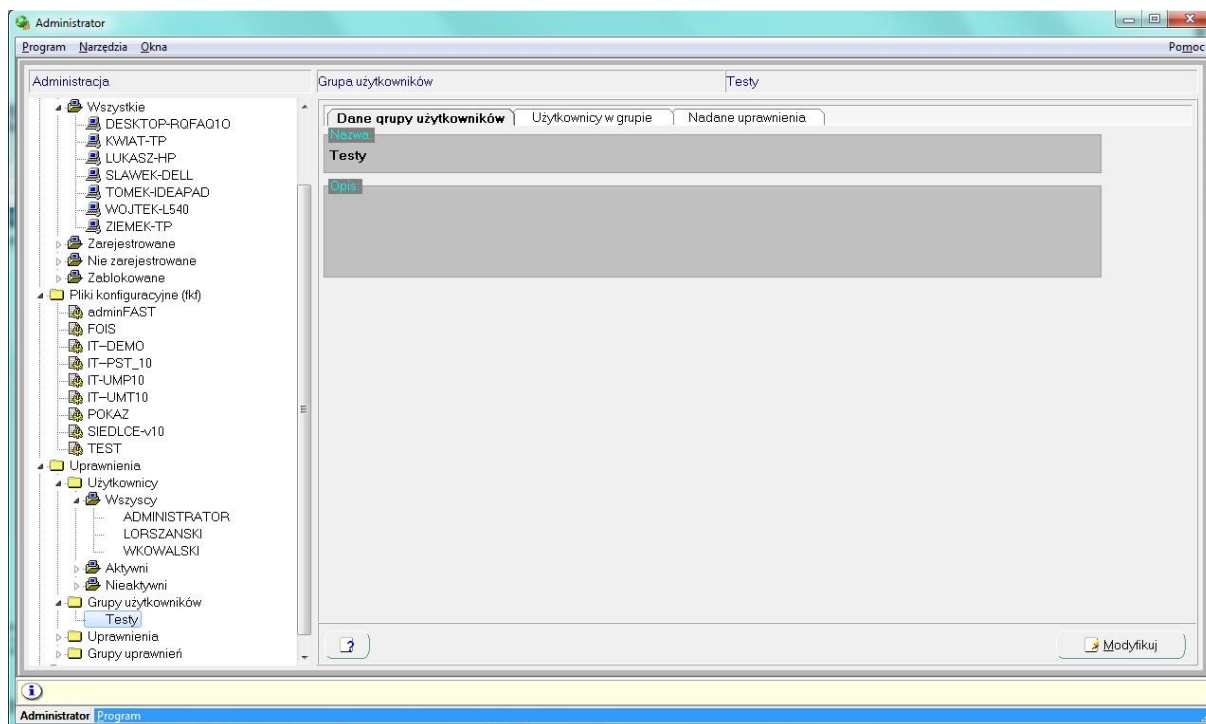 Administrator
Program Narzędzia Okna Pomoc
Administracja
Grupa użytkowników
Testy
Wszystkie
DESKTOP-RQFAQ1O
KWIAT-TP
LUKASZ-HP
SLAWEK-DELL
TOMEK-IDEAPAD
WOJTEK-L540
ZIEMEK-TP
Zarejestrowane
Nie zarejestrowane
Zablokowane
Pliki konfiguracyjne (fkf)
adminFAST
FOIS
IT-DEMO
IT-PST_10
IT-UMP10
IT-UMT10
POKAZ
SIEDLCE-v10
TEST
Uprawnienia
Użytkownicy
Wszyscy
ADMINISTRATOR
LORSZANSKI
WKOWALSKI
Aktywni
Nieaktywni
Grupy użytkowników
Testy
Uprawnienia
Grupy uprawnień
Dane grupy użytkowników
Użytkownicy w grupie
Nadane uprawnienia
Nazwa:
Testy
Opis:
?
Modyfikuj
Administrator Program